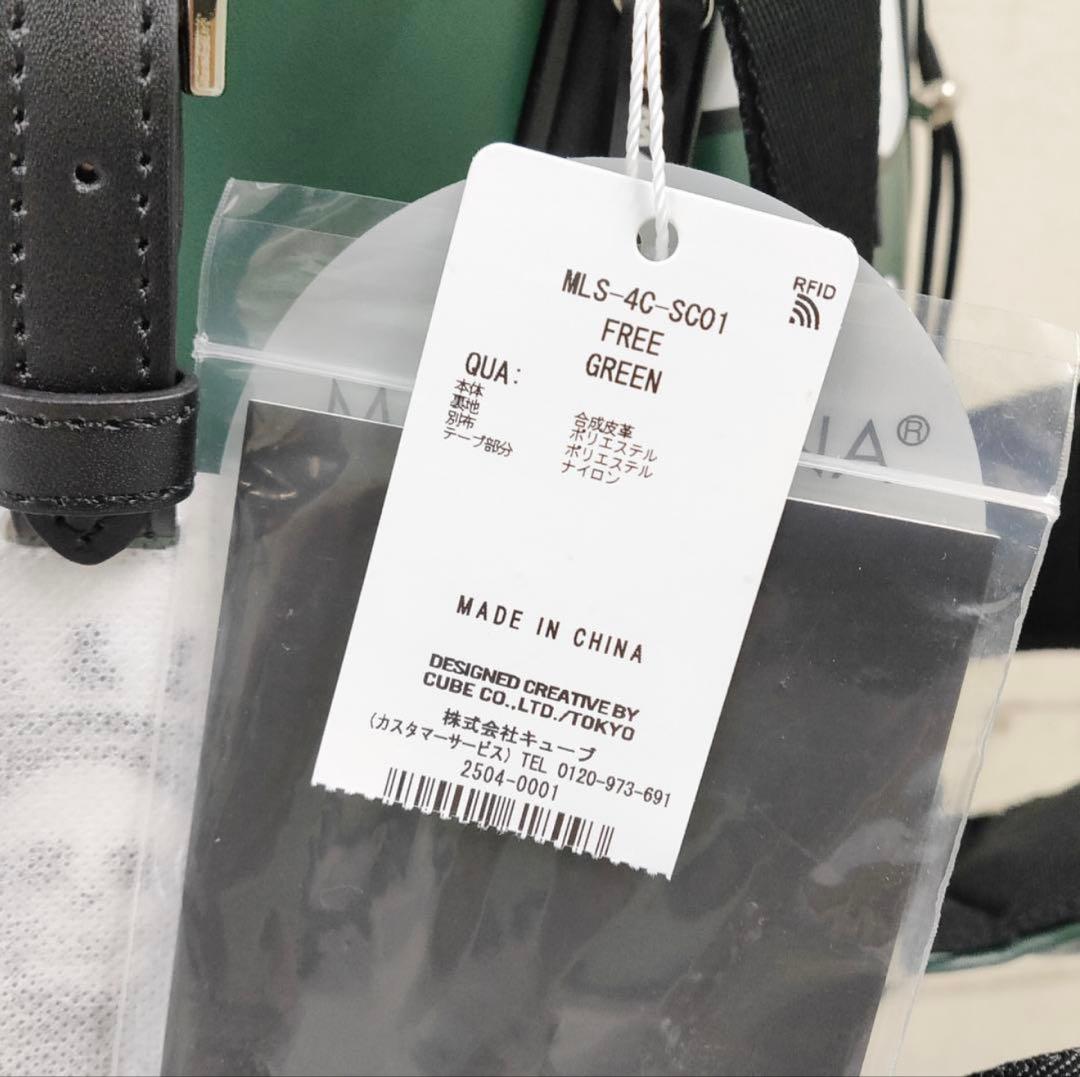 MLS-4C-SC01
RFID
FREE
GREEN
QUA:
本体 合成皮革
裏地 ポリエステル
別布 ポリエステル
テープ部分 ナイロン
MADE IN CHINA
DESIGNED CREATIVE BY
CUBE CO.,LTD./TOKYO
株式会社キューブ
(カスタマーサービス) TEL 0120-973-691
2504-0001
M
NA®